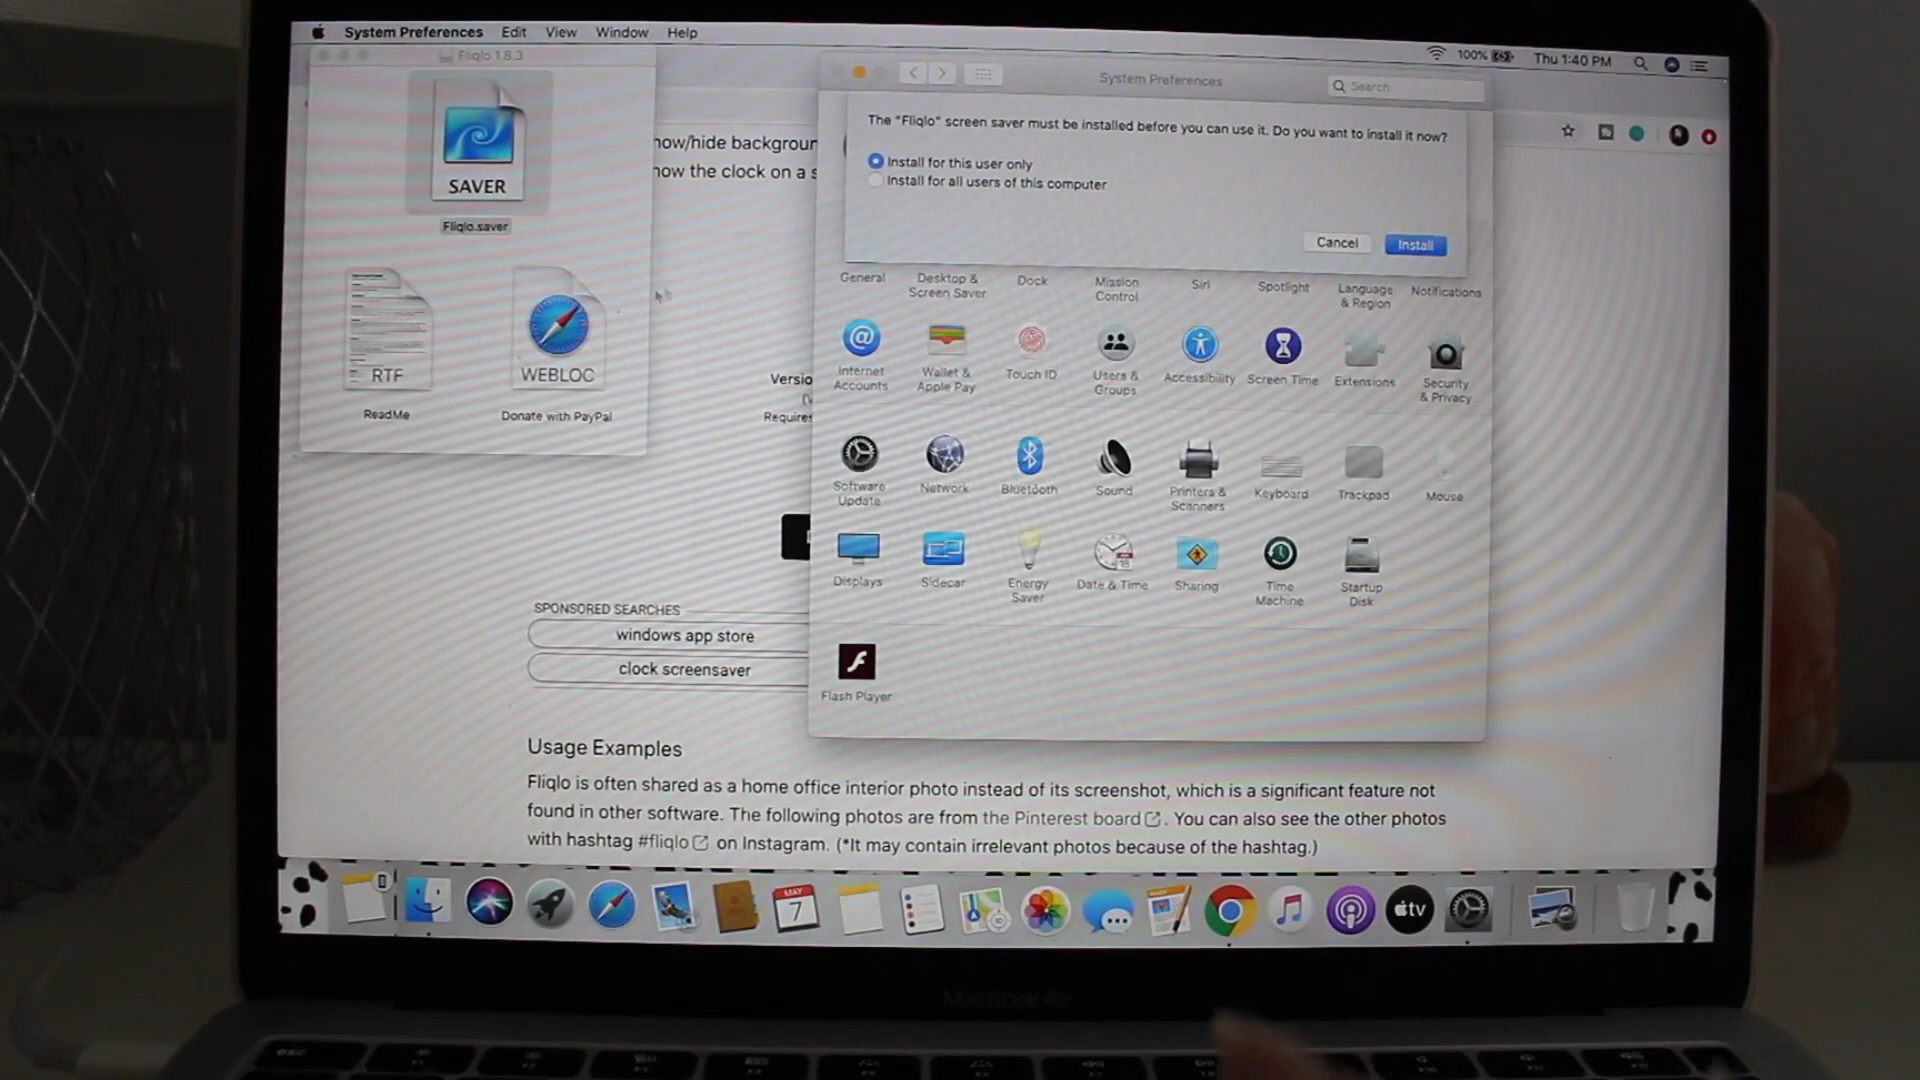 System Preferences Edit View Window Help
100% Thu 1:40 PM
Fliqlo 1.8.3
SAVER
Fliqlo.saver
RTF
ReadMe
WEBLOC
Donate with PayPal
now/hide backgroun
now the clock on a s
Versio
Requires
System Preferences
Search
The "Fliqlo" screen saver must be installed before you can use it. Do you want to install it now?
Install for this user only
Install for all users of this computer
Cancel
Install
General
Desktop &
Screen Saver
Dock
Mission
Control
Siri
Spotlight
Language
& Region
Notifications
Internet
Accounts
Wallet &
Apple Pay
Touch ID
Users &
Groups
Accessibility
Screen Time
Extensions
Security
& Privacy
Software
Update
Network
Bluetooth
Sound
Printers &
Scanners
Keyboard
Trackpad
Mouse
Displays
Sidecar
Energy
Saver
Date & Time
Sharing
Time
Machine
Startup
Disk
Flash Player
SPONSORED SEARCHES
windows app store
clock screensaver
Usage Examples
Fliqlo is often shared as a home office interior photo instead of its screenshot, which is a significant feature not
found in other software. The following photos are from the Pinterest board. You can also see the other photos
with hashtag #fliqlo on Instagram. (*It may contain irrelevant photos because of the hashtag.)
MAY
7
tv
MacBook Air
esc